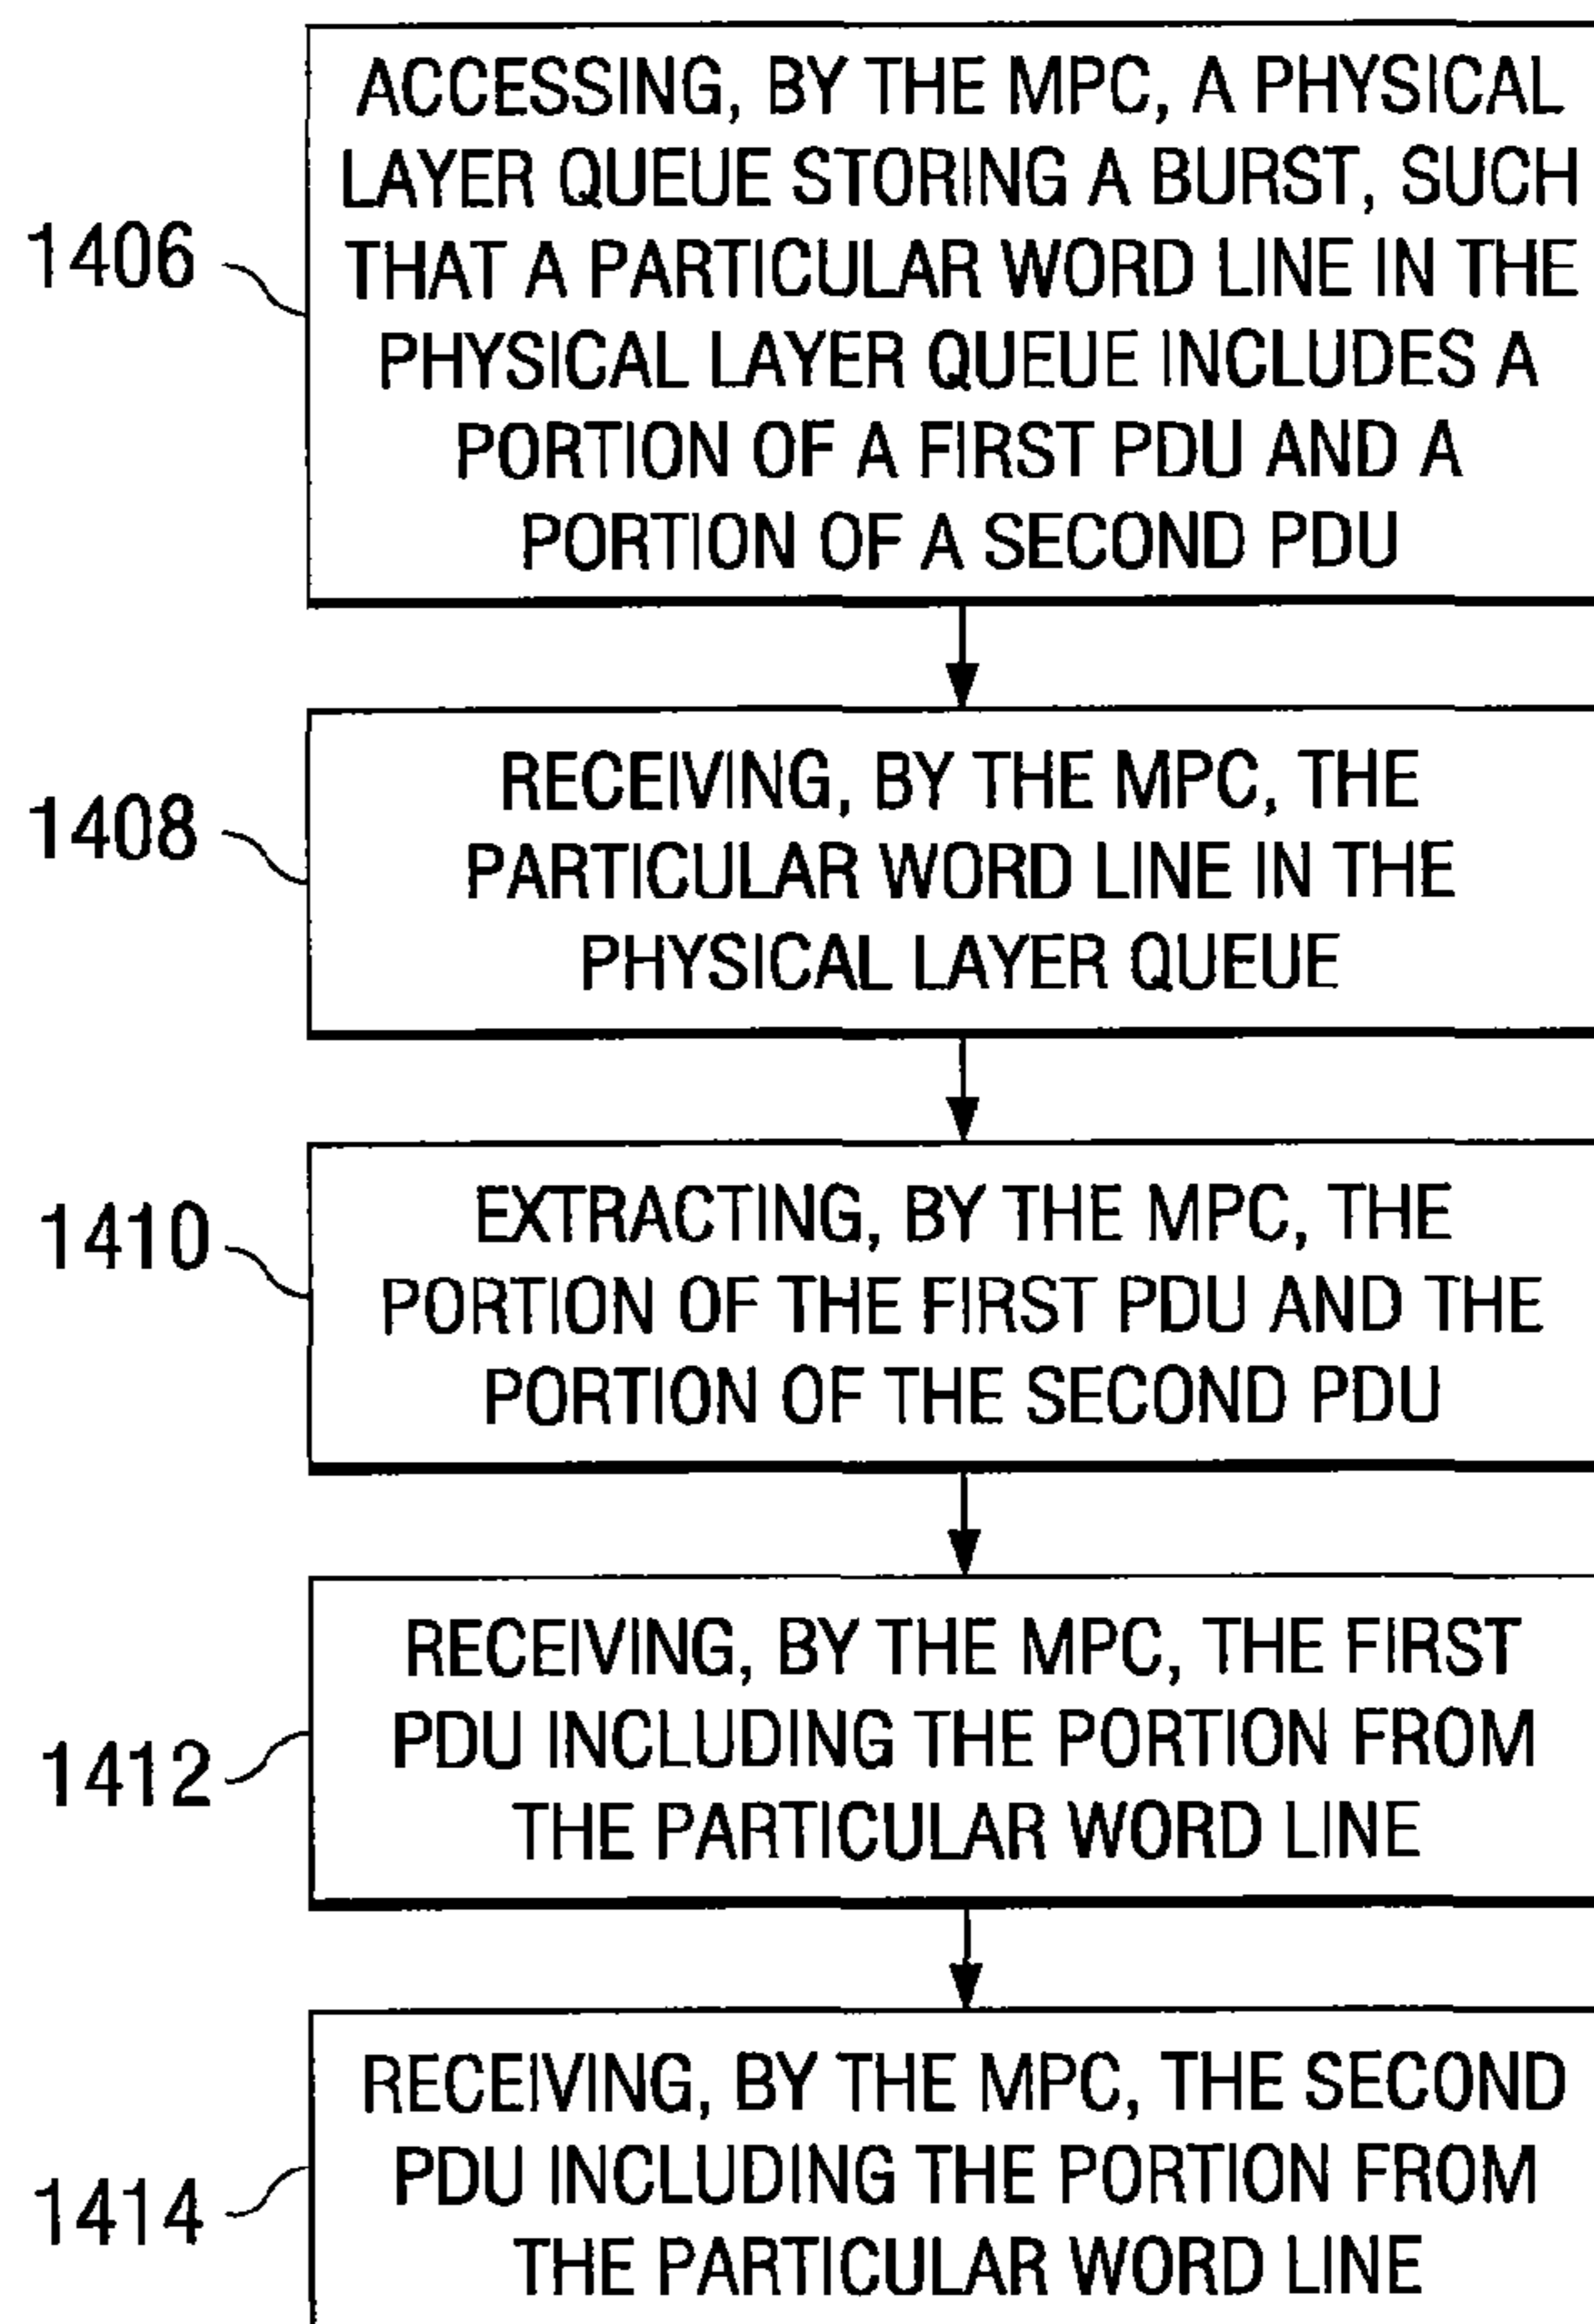 1406
ACCESSING, BY THE MPC, A PHYSICAL
LAYER QUEUE STORING A BURST, SUCH
THAT A PARTICULAR WORD LINE IN THE
PHYSICAL LAYER QUEUE INCLUDES A
PORTION OF A FIRST PDU AND A
PORTION OF A SECOND PDU
1408
RECEIVING, BY THE MPC, THE
PARTICULAR WORD LINE IN THE
PHYSICAL LAYER QUEUE
1410
EXTRACTING, BY THE MPC, THE
PORTION OF THE FIRST PDU AND THE
PORTION OF THE SECOND PDU
1412
RECEIVING, BY THE MPC, THE FIRST
PDU INCLUDING THE PORTION FROM
THE PARTICULAR WORD LINE
1414
RECEIVING, BY THE MPC, THE SECOND
PDU INCLUDING THE PORTION FROM
THE PARTICULAR WORD LINE